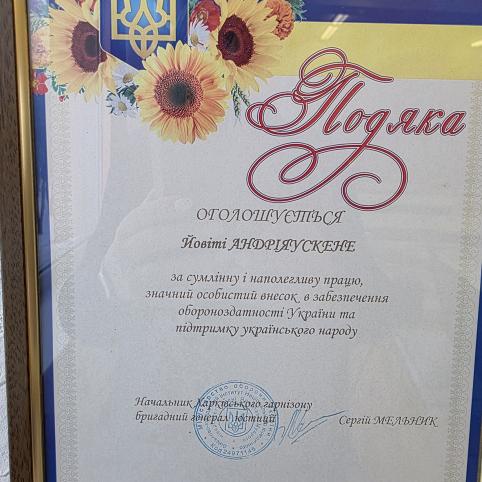 Подяка
ОГОЛОШУЄТЬСЯ
Йовіті АНДРІЯУСКЕНЕ
за сумлінну і наполегливу працю,
значний особистий внесок в забезпечення
обороноздатності України та
підтримку українського народу
Начальник Харківського гарнізону
бригадний генерал юстиції
Сергій МЕЛЬНИК